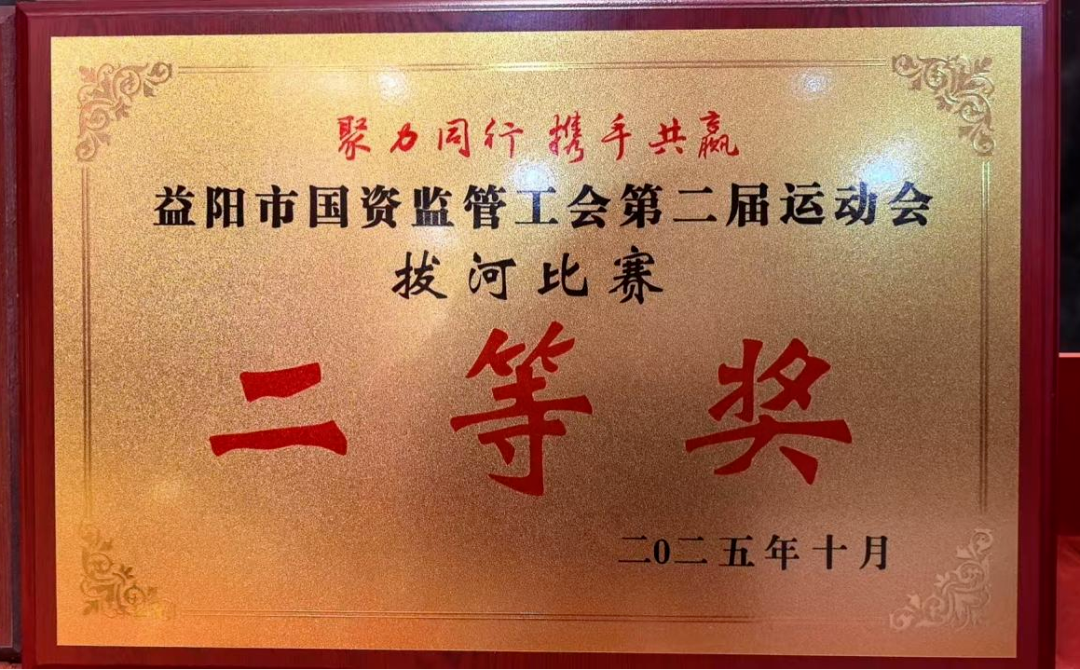 聚力同行 携手共赢
益阳市国资监管工会第二届运动会
拔河比赛
二等奖
二0二五年十月